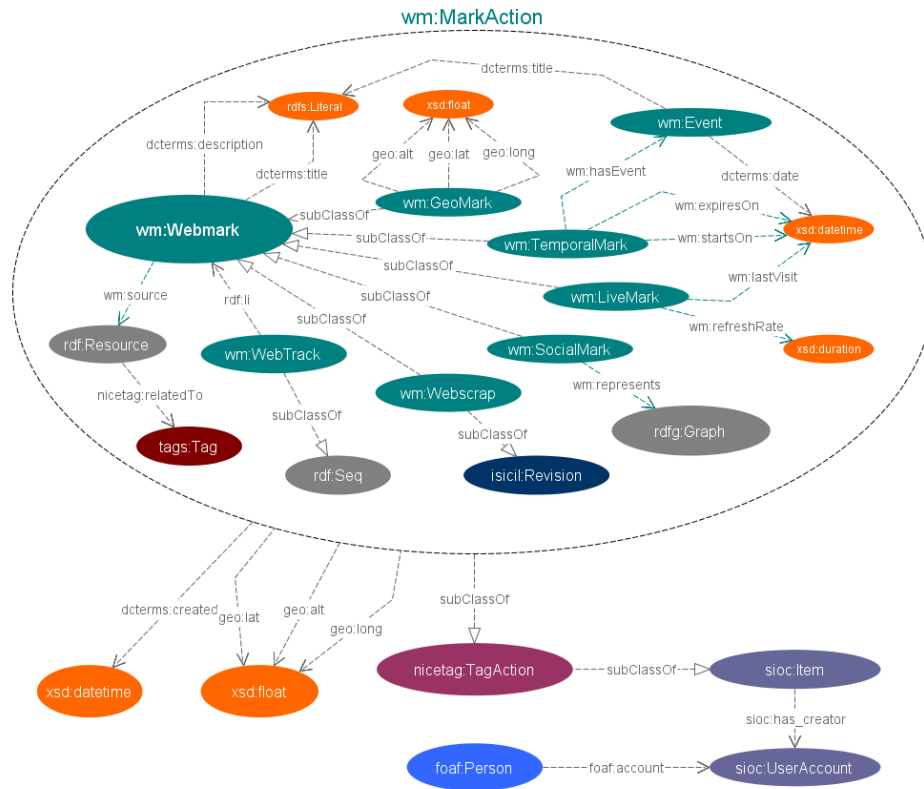 wm:MarkAction
dcterms:title
rdfs:Literal
xsd:float
wm:Event
dcterms:description
geo:alt
geo:lat
geo:long
wm:hasEvent
dcterms:title
dcterms:date
wm:GeoMark
wm:expiresOn
subClassOf
wm:Webmark
subClassOf
wm:TemporalMark
wm:startsOn
xsd:datetime
subClassOf
wm:lastVisit
wm:source
rdf:li
subClassOf
wm:LiveMark
subClassOf
wm:refreshRate
rdf:Resource
wm:WebTrack
wm:SocialMark
xsd:duration
nicetag:relatedTo
wm:Webscrap
wm:represents
subClassOf
tags:Tag
subClassOf
rdfg:Graph
rdf:Seq
isicil:Revision
dcterms:created
geo:lat
geo:alt
geo:long
subClassOf
xsd:datetime
xsd:float
nicetag:TagAction
subClassOf
sioc:Item
sioc:has_creator
foaf:Person
foaf:account
sioc:UserAccount